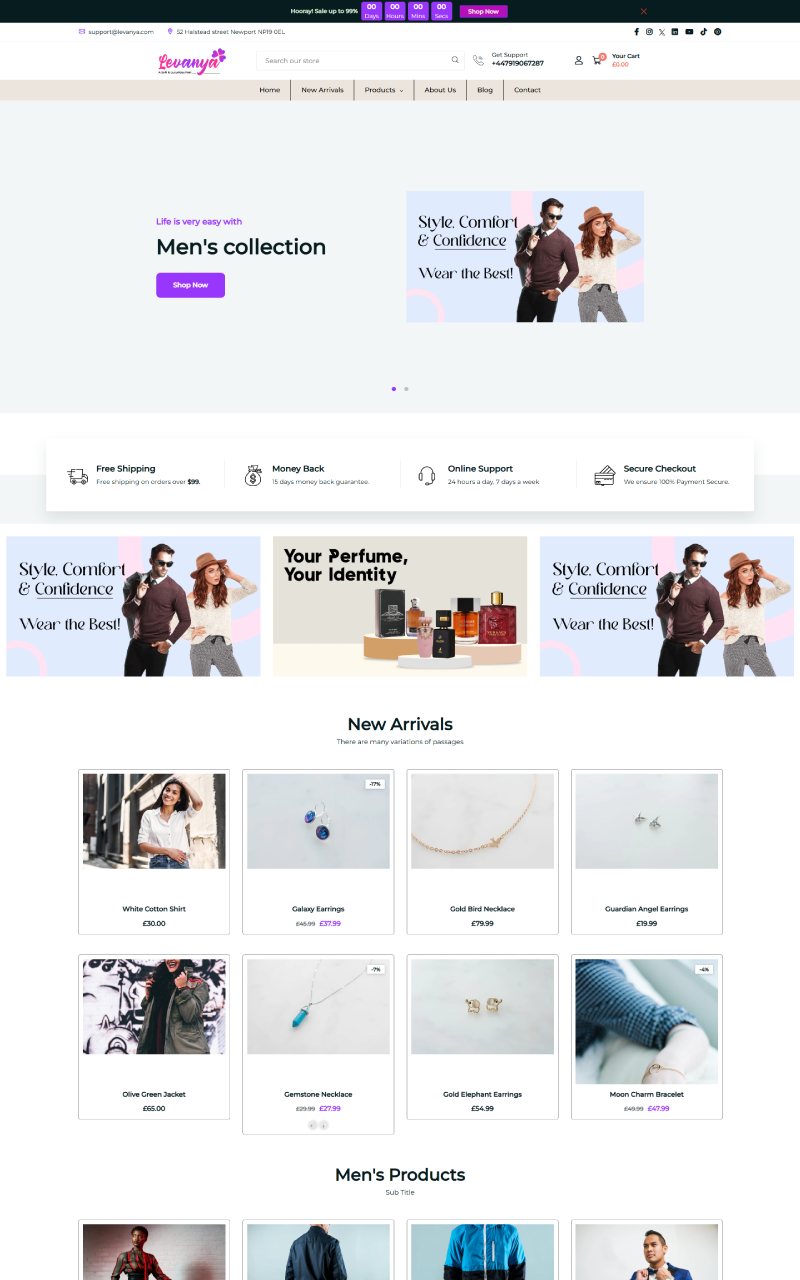 Hooray! Sale up to 99%
00 Days
00 Hours
00 Mins
00 Secs
Shop Now
support@levanya.com
52 Halstead street Newport NP19 0EL
Levanya
Search our store
Get Support
+447919067287
0
Your Cart
£0.00
Home
New Arrivals
Products
About Us
Blog
Contact
Life is very easy with
Men's collection
Shop Now
Style, Comfort
& Confidence
Wear the Best!
Free Shipping
Free shipping on orders over $99.
Money Back
15 days money back guarantee.
Online Support
24 hours a day, 7 days a week
Secure Checkout
We ensure 100% Payment Secure.
Style, Comfort
& Confidence
Wear the Best!
Your Perfume,
Your Identity
Style, Comfort
& Confidence
Wear the Best!
New Arrivals
There are many variations of passages
White Cotton Shirt
£30.00
-17%
Galaxy Earrings
£45.99 £37.99
Gold Bird Necklace
£79.99
Guardian Angel Earrings
£19.99
Olive Green Jacket
£65.00
-7%
Gemstone Necklace
£29.99 £27.99
Gold Elephant Earrings
£54.99
-4%
Moon Charm Bracelet
£49.99 £47.99
Men's Products
Sub Title